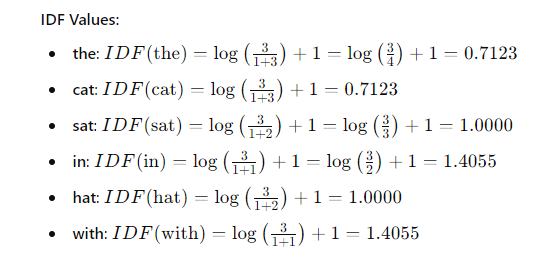 IDF Values:
• the: IDF(the) = log (3/1+3) + 1 = log (3/4) + 1 = 0.7123
• cat: IDF(cat) = log (3/1+3) + 1 = 0.7123
• sat: IDF(sat) = log (3/1+2) + 1 = log (3/3) + 1 = 1.0000
• in: IDF(in) = log (3/1+1) + 1 = log (3/2) + 1 = 1.4055
• hat: IDF(hat) = log (3/1+2) + 1 = 1.0000
• with: IDF(with) = log (3/1+1) + 1 = 1.4055